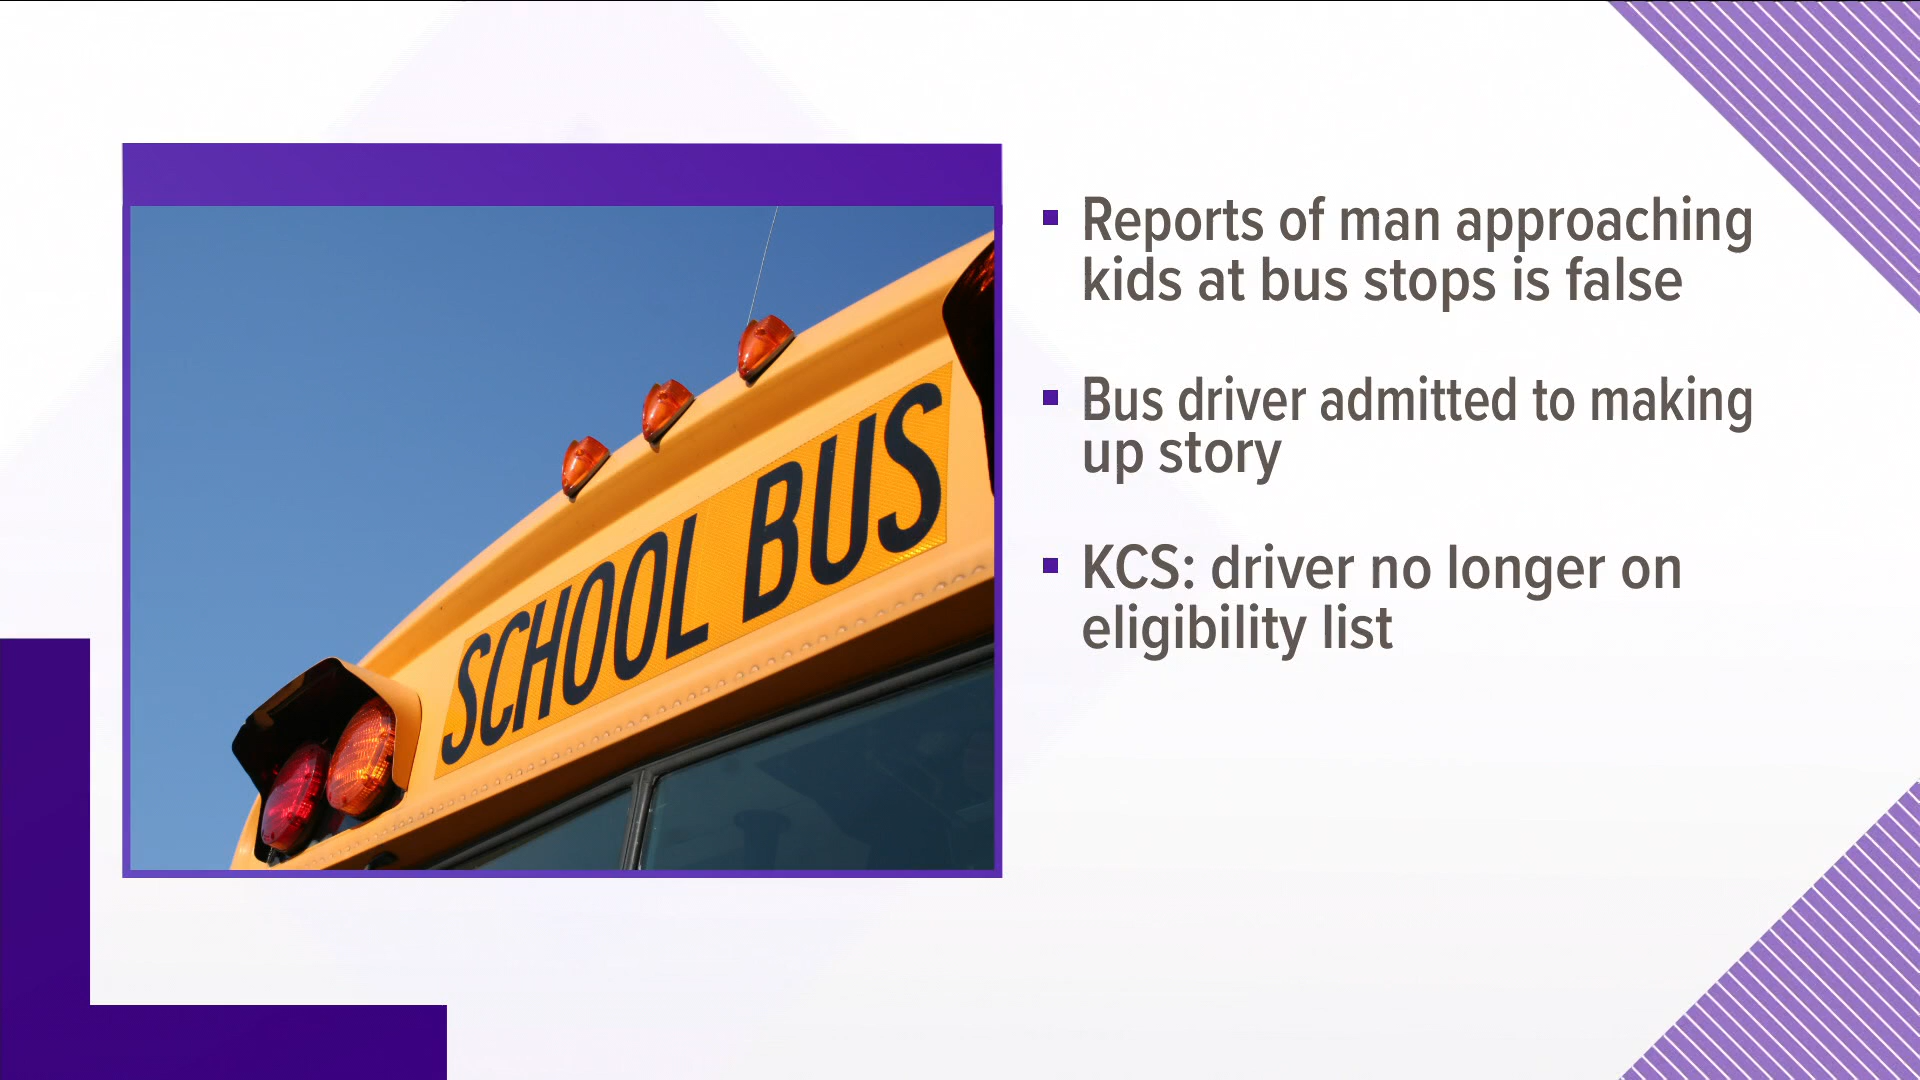 SCHOOL BUS
Reports of man approaching
kids at bus stops is false
Bus driver admitted to making
up story
KCS: driver no longer on
eligibility list